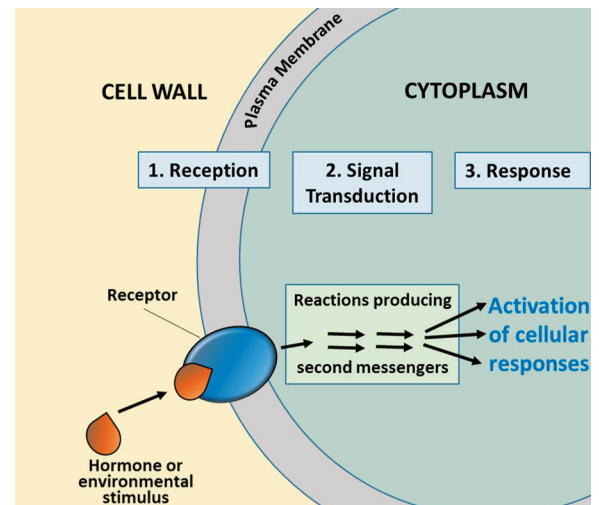 Plasma Membrane
CELL WALL
CYTOPLASM
1. Reception
2. Signal
Transduction
3. Response
Receptor
Reactions producing
second messengers
Activation
of cellular
responses
Hormone or
environmental
stimulus